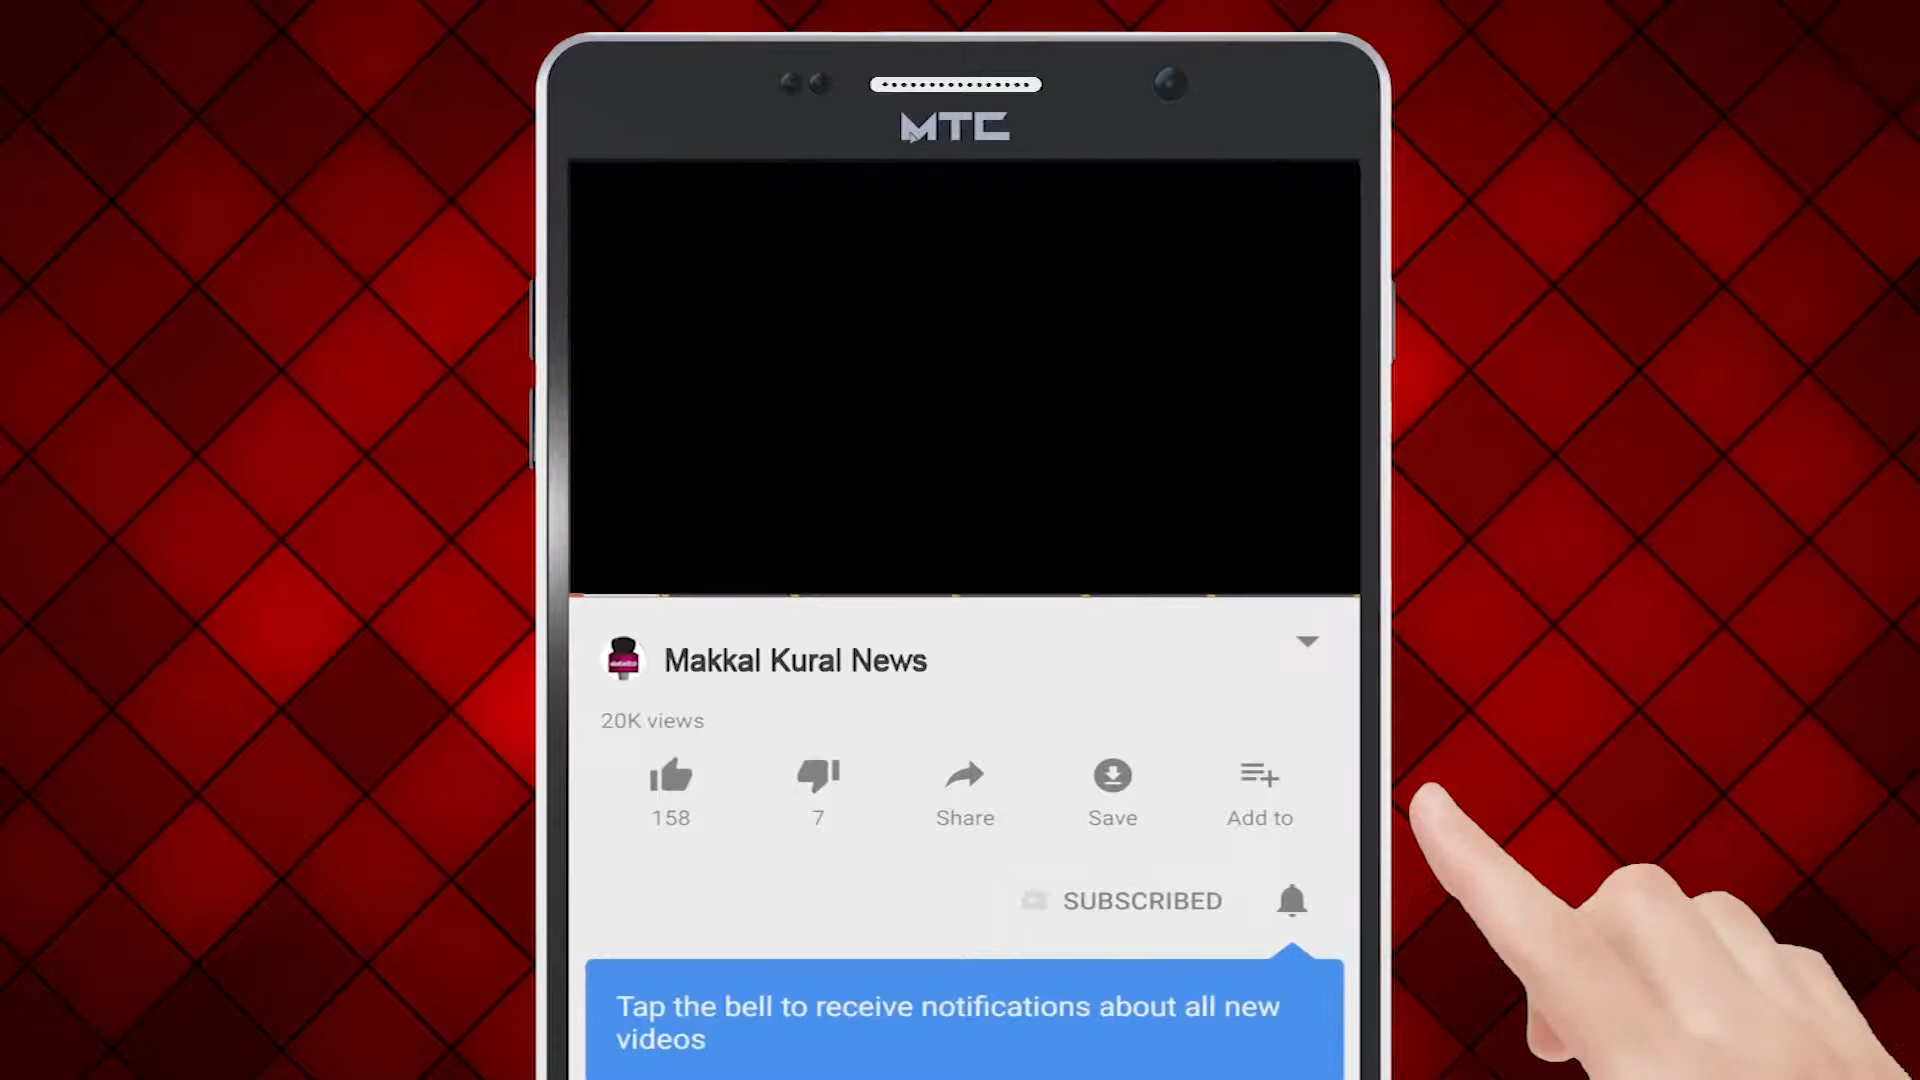 MTC
Makkal Kural News
20K views
158
7
Share
Save
Add to
SUBSCRIBED
Tap the bell to receive notifications about all new
videos